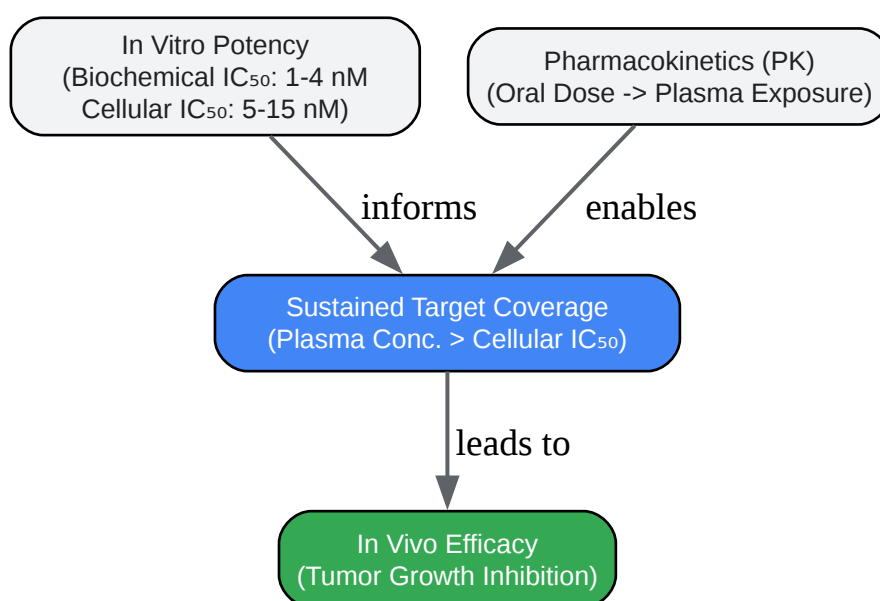 In Vitro Potency
(Biochemical IC₅₀: 1-4 nM
Cellular IC₅₀: 5-15 nM)
Pharmacokinetics (PK)
(Oral Dose -> Plasma Exposure)
informs
enables
Sustained Target Coverage
(Plasma Conc. > Cellular IC₅₀)
leads to
In Vivo Efficacy
(Tumor Growth Inhibition)